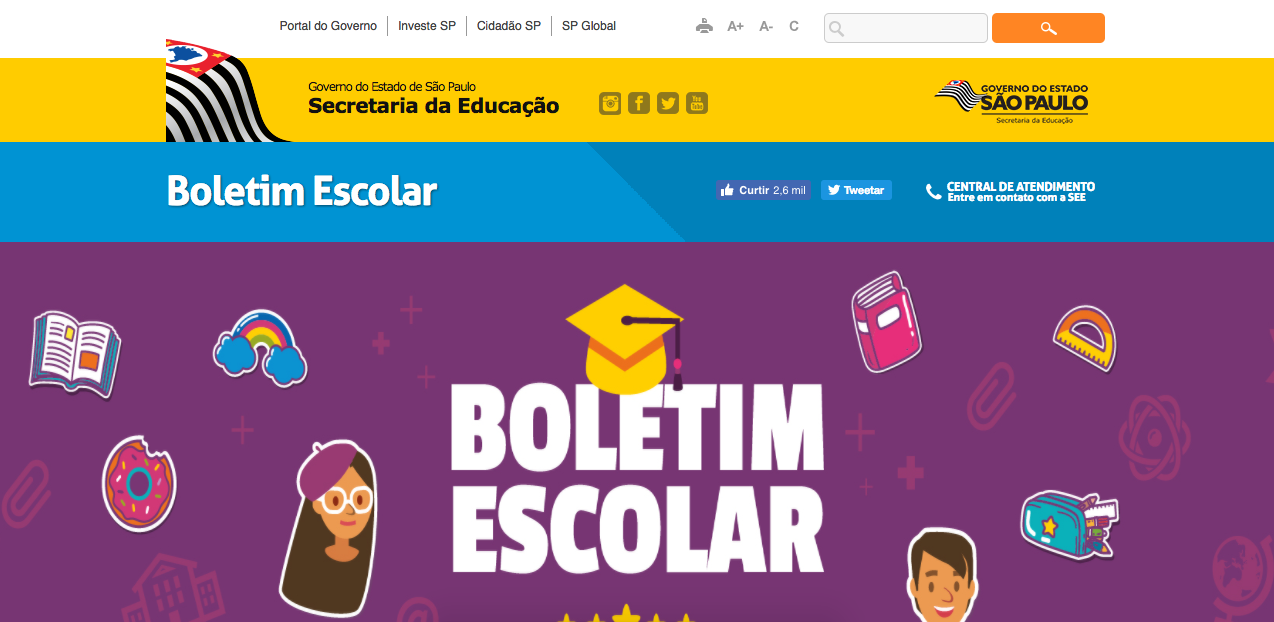 Portal do Governo
Investe SP
Cidadão SP
SP Global
A+
A-
C
Governo do Estado de São Paulo
Secretaria da Educação
You
Tube
GOVERNO DO ESTADO
SÃO PAULO
Secretaria da Educação
Boletim Escolar
Curtir 2,6 mil
Tweetar
CENTRAL DE ATENDIMENTO
Entre em contato com a SEE
BOLETIM
ESCOLAR